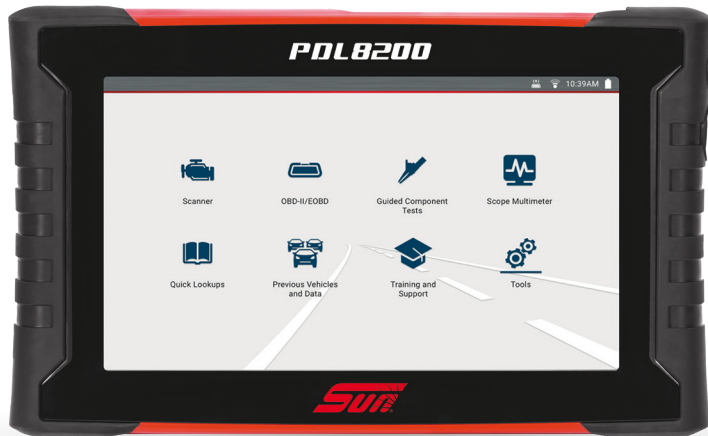 PDL8200
10:39AM
Scanner
OBD-II/EOBD
Guided Component
Tests
Scope Multimeter
Quick Lookups
Previous Vehicles
and Data
Training and
Support
Tools
Sun